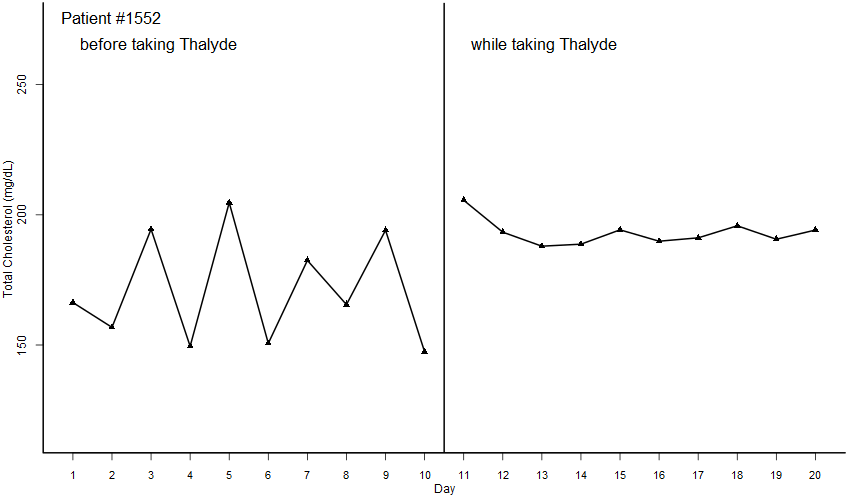 Patient #1552
before taking Thalyde
while taking Thalyde
Total Cholesterol (mg/dL)
250
200
150
1 2 3 4 5 6 7 8 9 10 11 12 13 14 15 16 17 18 19 20
Day